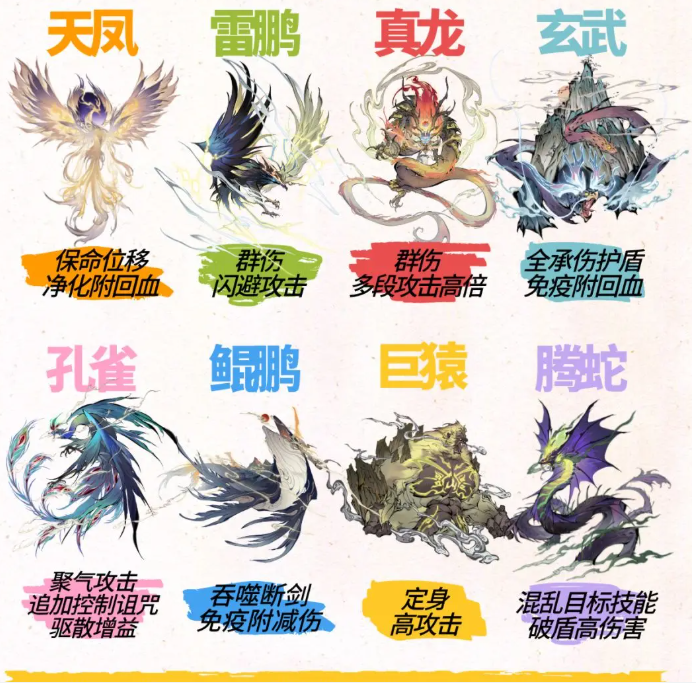 天凤
雷鹏
真龙
玄武
保命位移
净化附回血
群伤
闪避攻击
群伤
多段攻击高倍
全承伤护盾
免疫附回血
孔雀
鲲鹏
巨猿
腾蛇
聚气攻击
追加控制诅咒
驱散增益
吞噬断剑
免疫附减伤
定身
高攻击
混乱目标技能
破盾高伤害